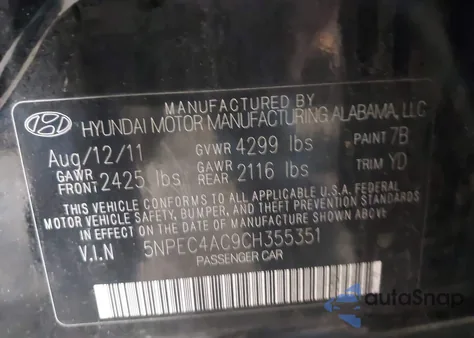 MANUFACTURED BY
HYUNDAI MOTOR MANUFACTURING ALABAMA, LLC
Aug/12/11 GVWR 4299 lbs PAINT 7B
GAWR FRONT 2425 lbs GAWR REAR 2116 lbs TRIM YD
THIS VEHICLE CONFORMS TO ALL APPLICABLE U.S.A. FEDERAL
MOTOR VEHICLE SAFETY, BUMPER, AND THEFT PREVENTION STANDARDS
IN EFFECT ON THE DATE OF MANUFACTURE SHOWN ABOVE.
V.I.N 5NPEC4AC9CH355351
PASSENGER CAR
autoSnap